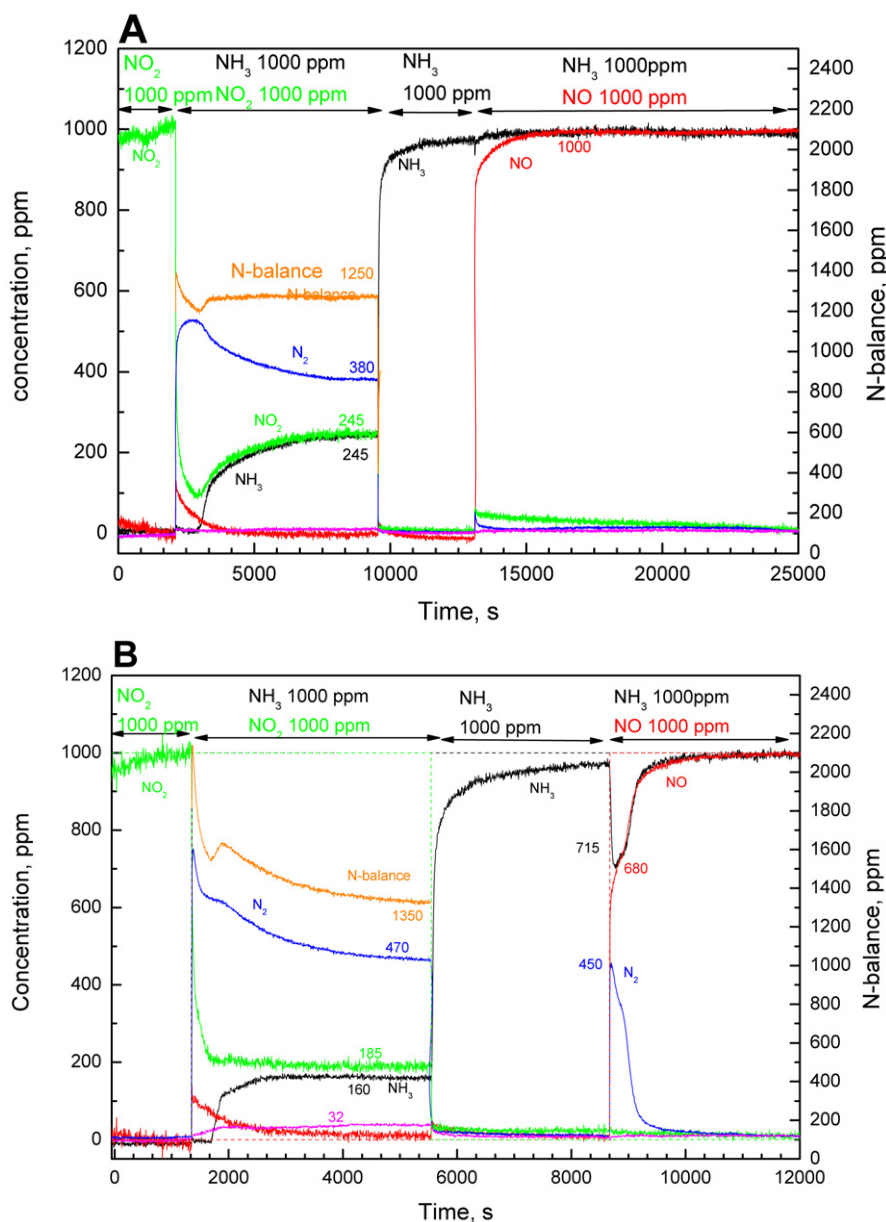 A
NO₂
1000 ppm
NH₃ 1000 ppm
NO₂ 1000 ppm
NH₃
1000 ppm
NH₃ 1000ppm
NO 1000 ppm
1200
1000
800
600
400
200
0
concentration, ppm
2400
2200
2000
1800
1600
1400
1200
1000
800
600
400
200
0
N-balance, ppm
NO₂
NH₃
NO
1000
N-balance
1250
N-balance
N₂
380
NO₂
245
245
NH₃
0
5000
10000
15000
20000
25000
Time, s
B
NO₂
1000 ppm
NH₃ 1000 ppm
NO₂ 1000 ppm
NH₃
1000 ppm
NH₃ 1000ppm
NO 1000 ppm
1200
1000
800
600
400
200
0
Concentration, ppm
2400
2200
2000
1800
1600
1400
1200
1000
800
600
400
200
0
N-balance, ppm
NO₂
NH₃
NO
715
680
N-balance
1350
N₂
470
450
N₂
185
160
NH₃
32
0
2000
4000
6000
8000
10000
12000
Time, s